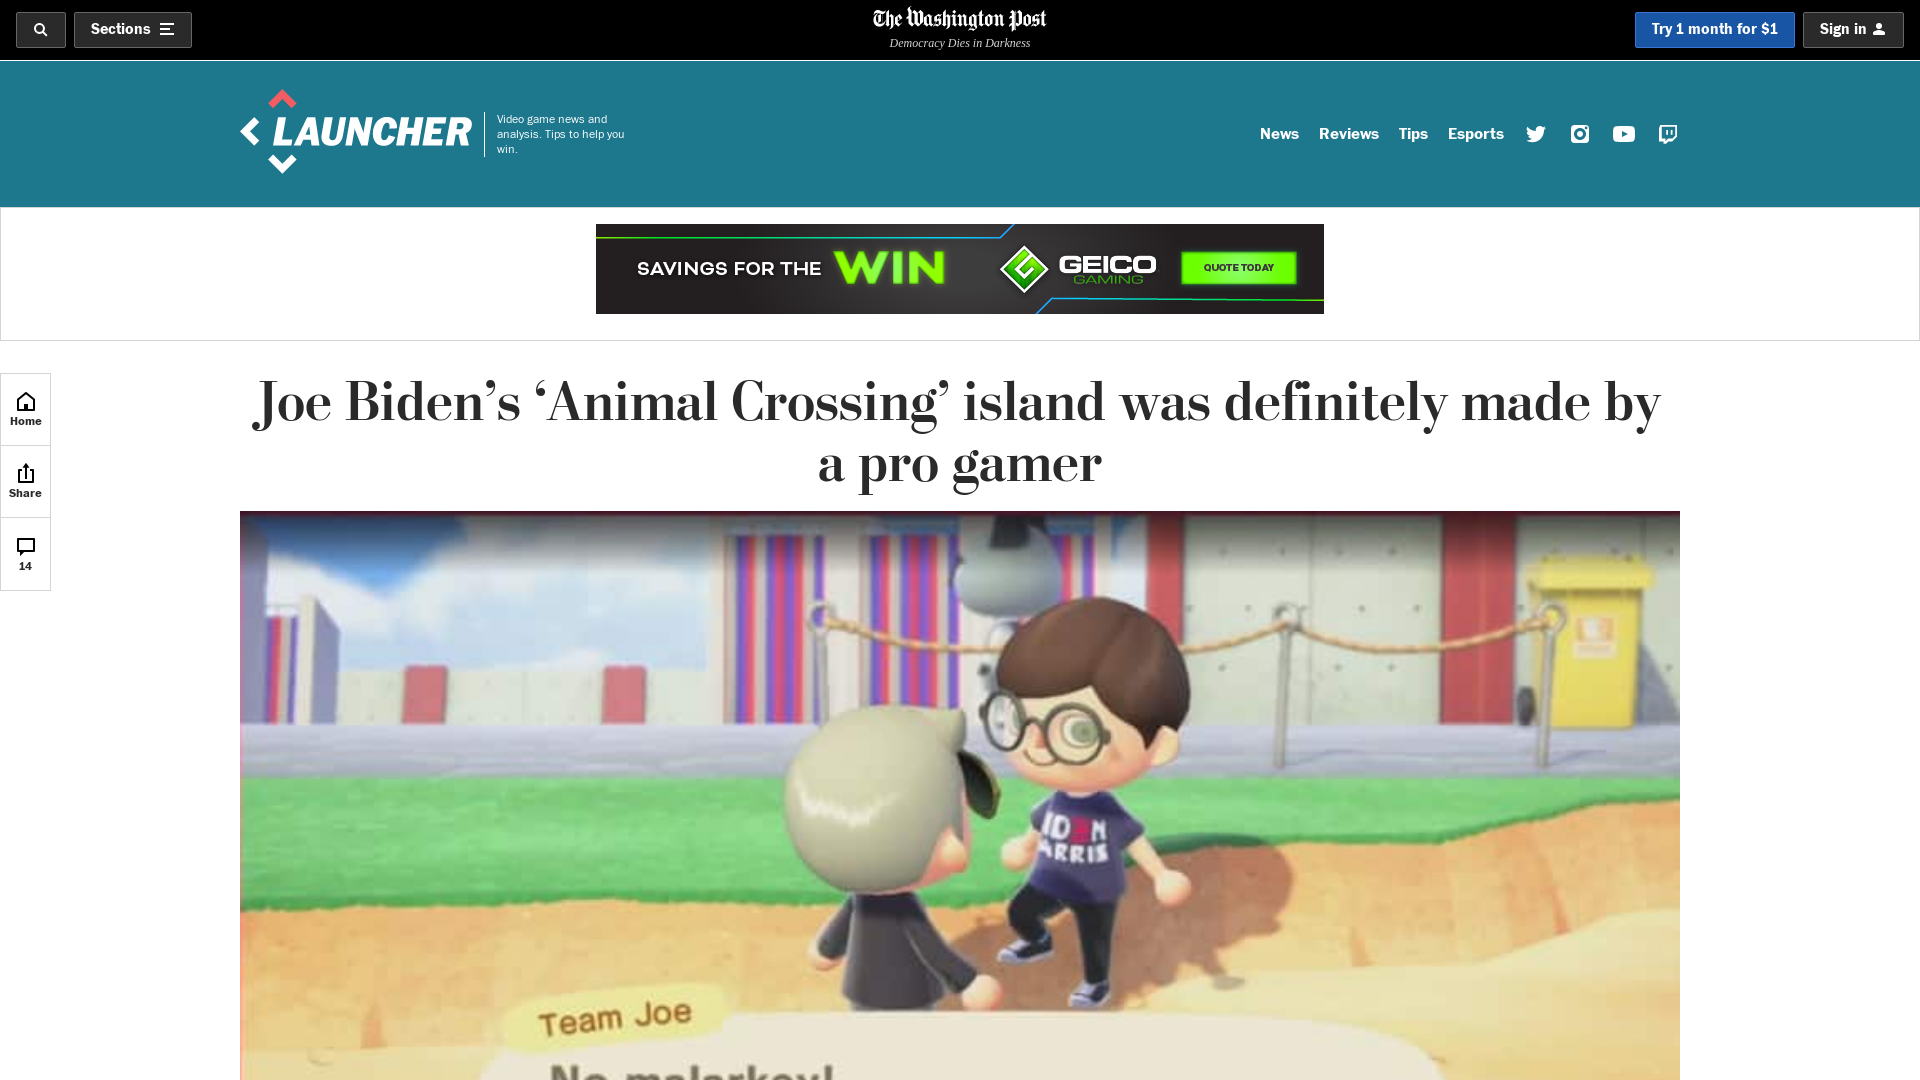 Sections
The Washington Post
Democracy Dies in Darkness
Try 1 month for $1
Sign in
LAUNCHER
Video game news and
analysis. Tips to help you
win.
News
Reviews
Tips
Esports
SAVINGS FOR THE WIN
GEICO
GAMING
QUOTE TODAY
Home
Share
14
Joe Biden’s ‘Animal Crossing’ island was definitely made by
a pro gamer
IDEN
ARRIS
Team Joe
No malarkey!